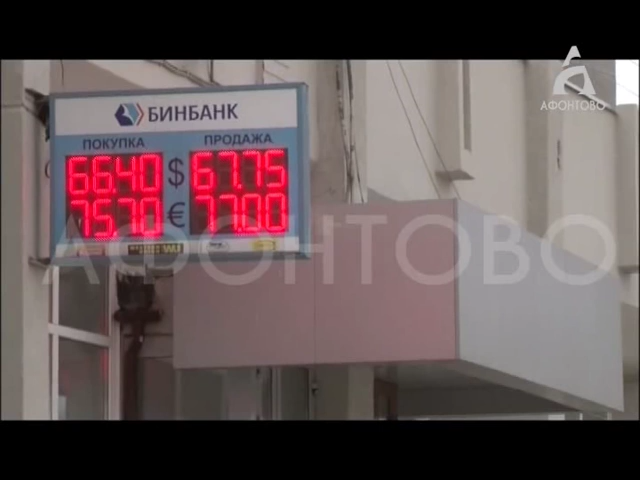 АФОНТОВО
БИНБАНК
ПОКУПКА ПРОДАЖА
66.40 $ 67.75
75.70 € 77.00
АФОНТОВО